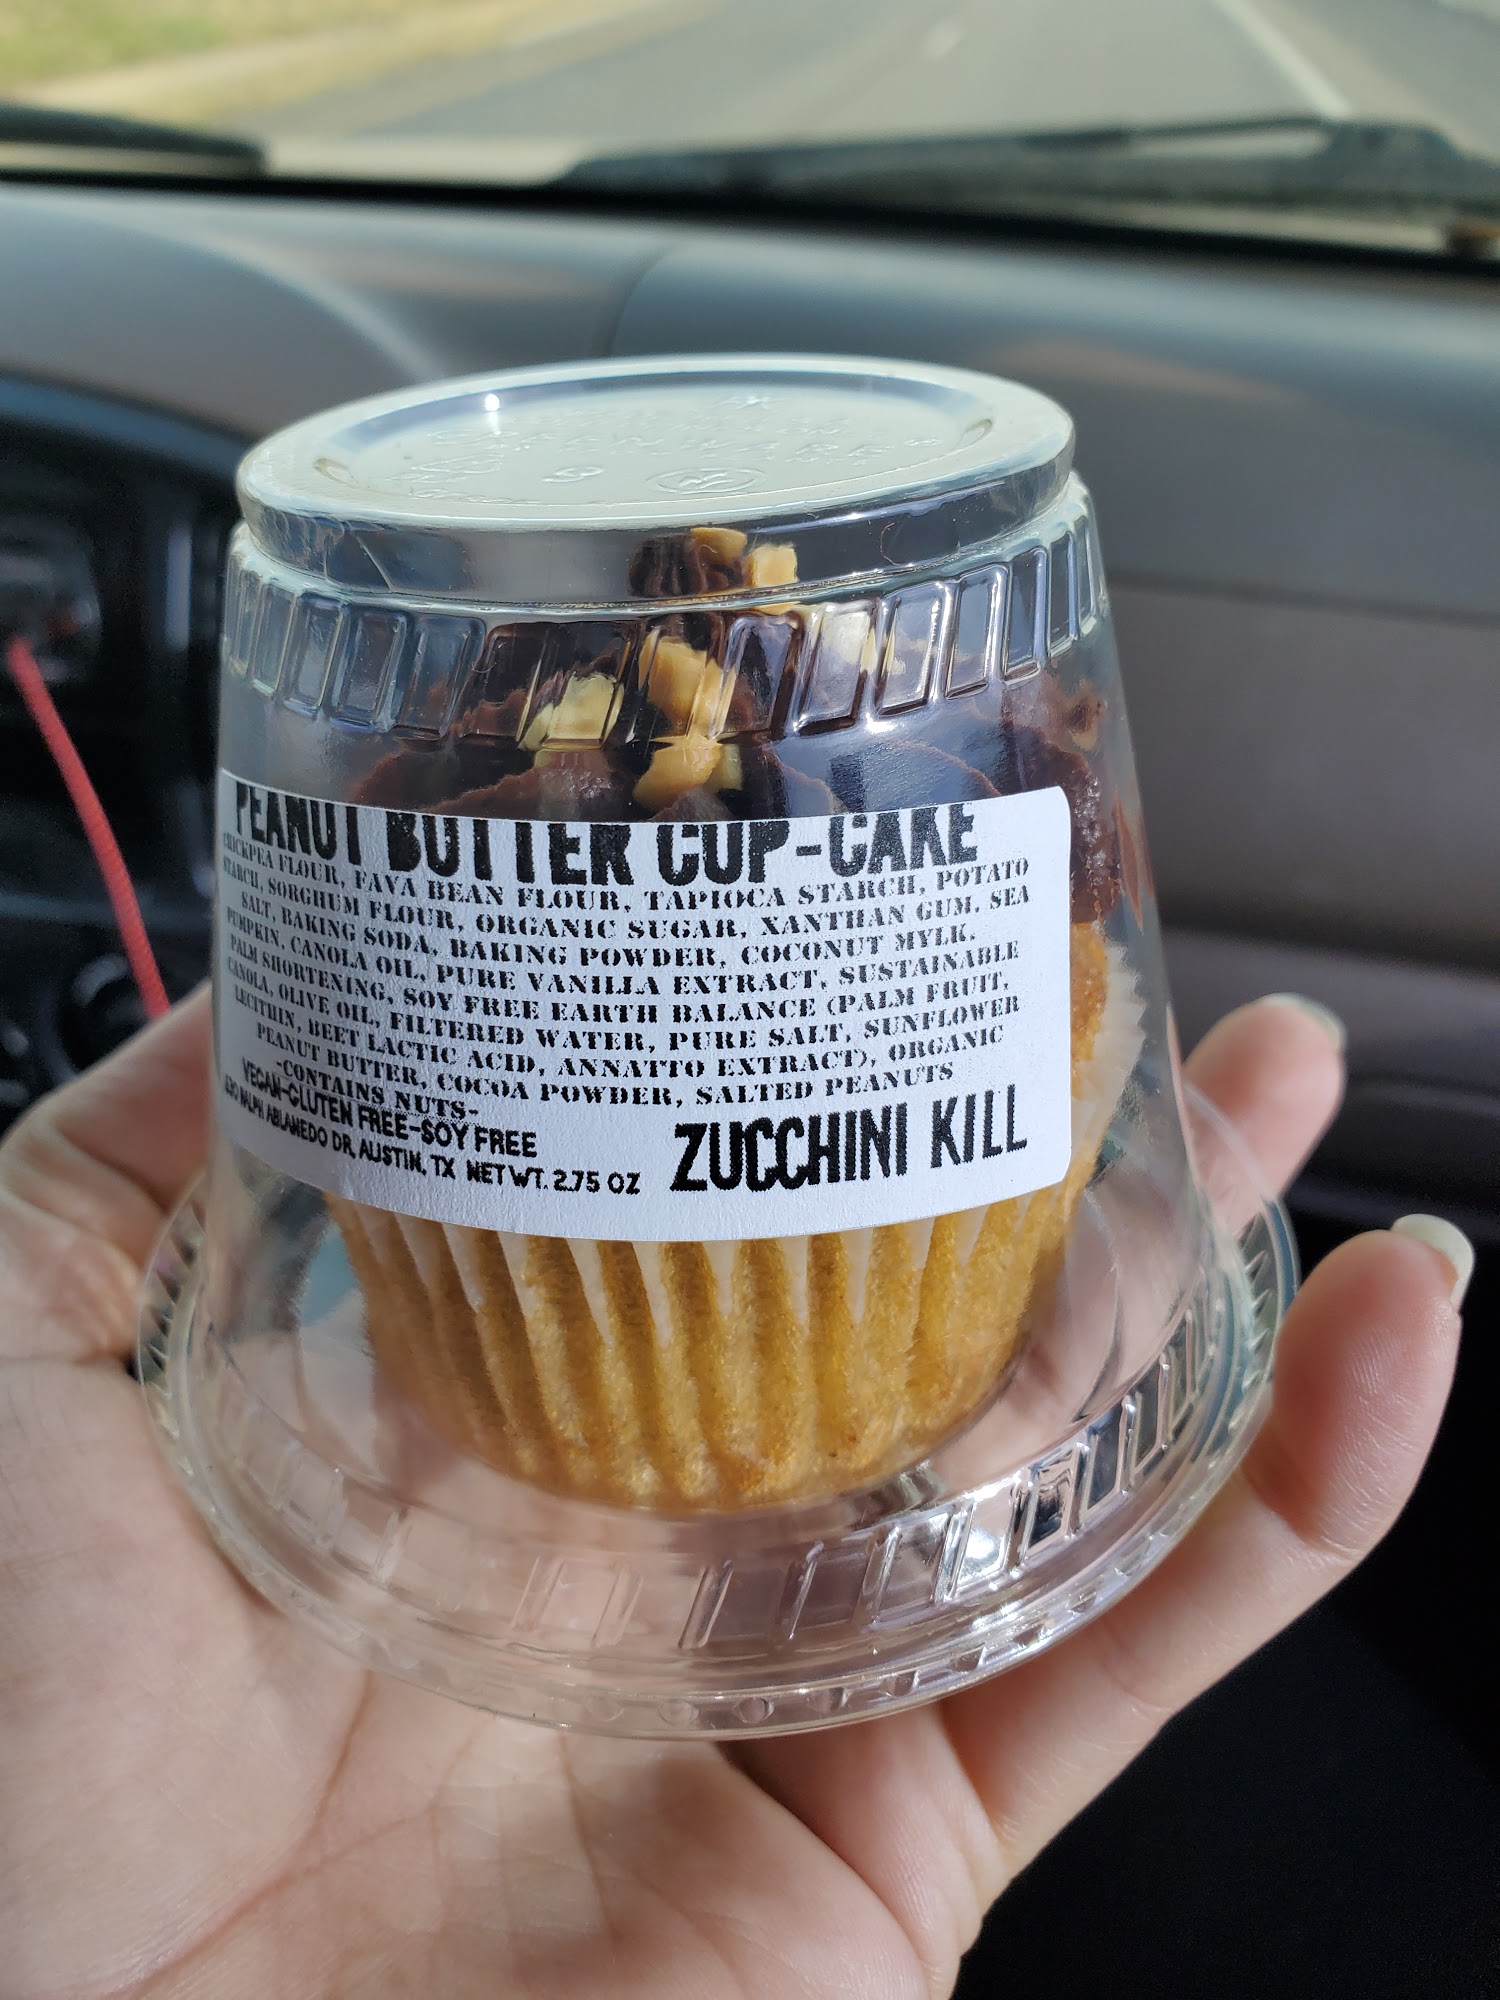 GREENWARE
PEANUT BUTTER CUP-CAKE
CHICKPEA FLOUR, FAVA BEAN FLOUR, TAPIOCA STARCH, POTATO
STARCH, SORGHUM FLOUR, ORGANIC SUGAR, XANTHAN GUM, SEA
SALT, BAKING SODA, BAKING POWDER, COCONUT MYLK,
PUMPKIN, CANOLA OIL, PURE VANILLA EXTRACT, SUSTAINABLE
PALM SHORTENING, SOY FREE EARTH BALANCE (PALM FRUIT,
CANOLA, OLIVE OIL, FILTERED WATER, PURE SALT, SUNFLOWER
LECITHIN, BEET LACTIC ACID, ANNATTO EXTRACT), ORGANIC
PEANUT BUTTER, COCOA POWDER, SALTED PEANUTS
-CONTAINS NUTS-
VEGAN-GLUTEN FREE-SOY FREE
RALPH ABLANEDO DR, AUSTIN, TX NET WT. 2.75 OZ
ZUCCHINI KILL